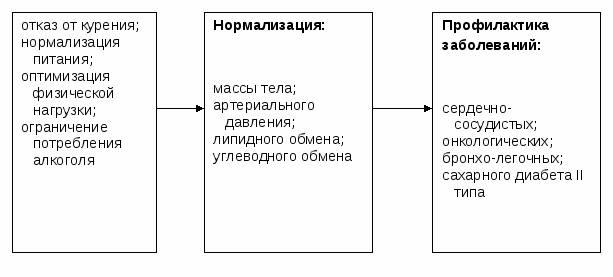 отказ от курения;
нормализация
питания;
оптимизация
физической
нагрузки;
ограничение
потребления
алкоголя
Нормализация:
массы тела;
артериального
давления;
липидного обмена;
углеводного обмена
Профилактика
заболеваний:
сердечно-
сосудистых;
онкологических;
бронхо-легочных;
сахарного диабета II
типа